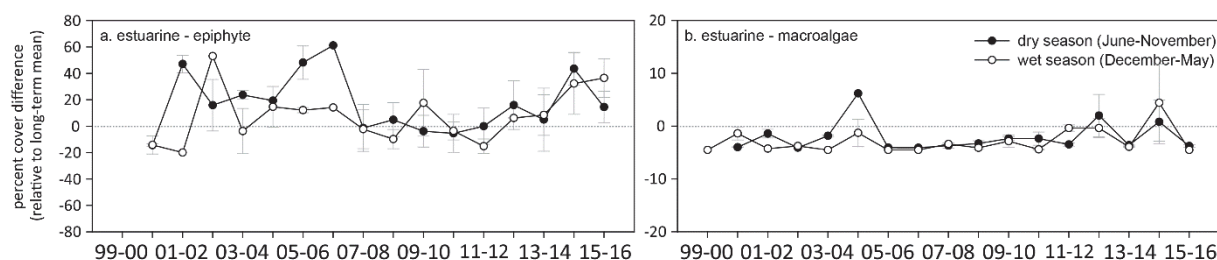 percent cover difference
(relative to long-term mean)
80
60
40
20
0
-20
-40
-60
-80
a. estuarine - epiphyte
99-00 01-02 03-04 05-06 07-08 09-10 11-12 13-14 15-16
20
10
0
-10
-20
b. estuarine - macroalgae
dry season (June-November)
wet season (December-May)
99-00 01-02 03-04 05-06 07-08 09-10 11-12 13-14 15-16